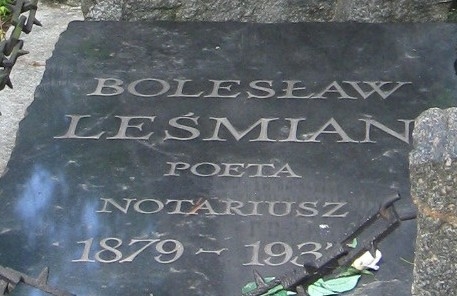 BOLESŁAW
LEŚMIAN
POETA
NOTARIUSZ
1879 ~